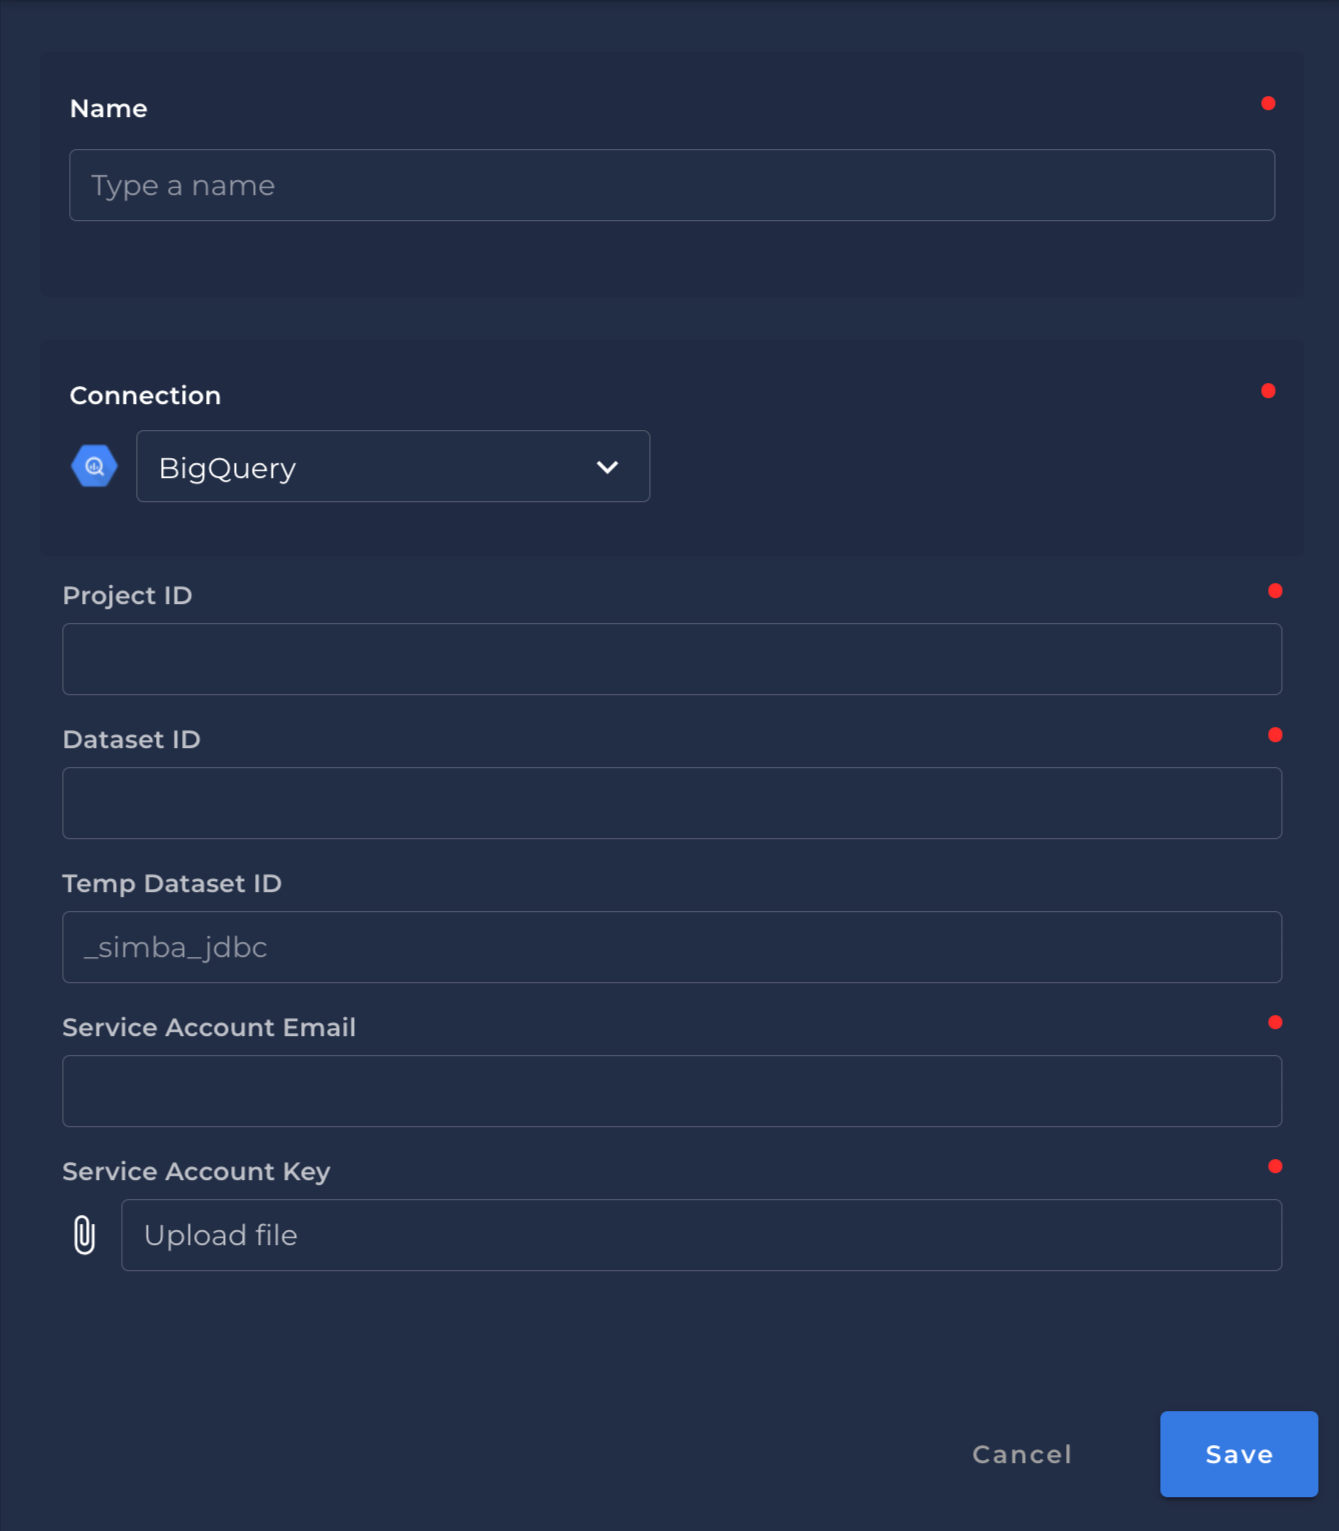 Name
Type a name
Connection
BigQuery
Project ID
Dataset ID
Temp Dataset ID
_simba_jdbc
Service Account Email
Service Account Key
Upload file
Cancel
Save